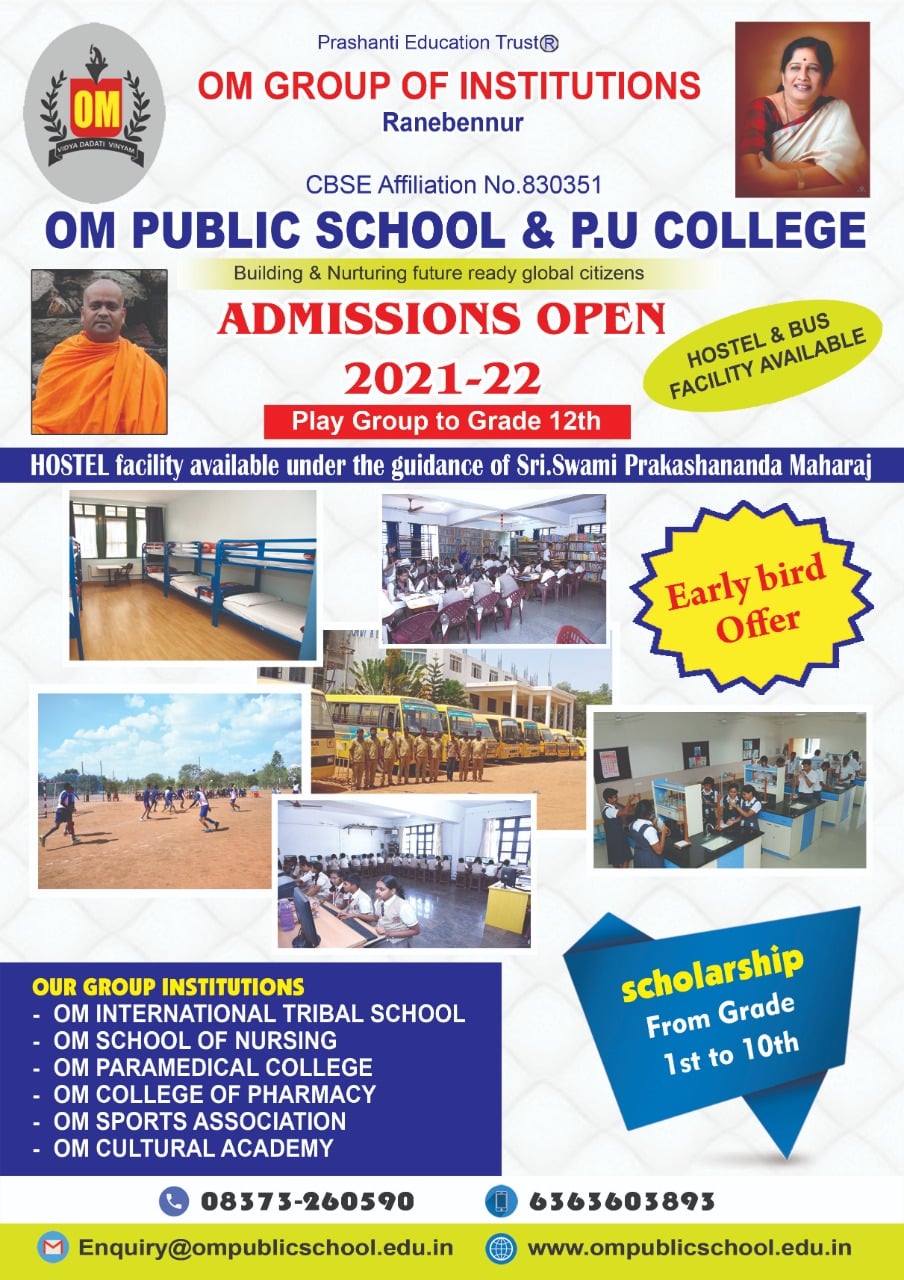 Prashanti Education Trust®
OM GROUP OF INSTITUTIONS
Ranebennur
OM
VIDYA DADATI VINYAM
CBSE Affiliation No.830351
OM PUBLIC SCHOOL & P.U COLLEGE
Building & Nurturing future ready global citizens
ADMISSIONS OPEN
2021-22
Play Group to Grade 12th
HOSTEL & BUS
FACILITY AVAILABLE
HOSTEL facility available under the guidance of Sri.Swami Prakashananda Maharaj
Early bird
Offer
scholarship
From Grade
1st to 10th
OUR GROUP INSTITUTIONS
- OM INTERNATIONAL TRIBAL SCHOOL
- OM SCHOOL OF NURSING
- OM PARAMEDICAL COLLEGE
- OM COLLEGE OF PHARMACY
- OM SPORTS ASSOCIATION
- OM CULTURAL ACADEMY
08373-260590
6363603893
Enquiry@ompublicschool.edu.in
www.ompublicschool.edu.in